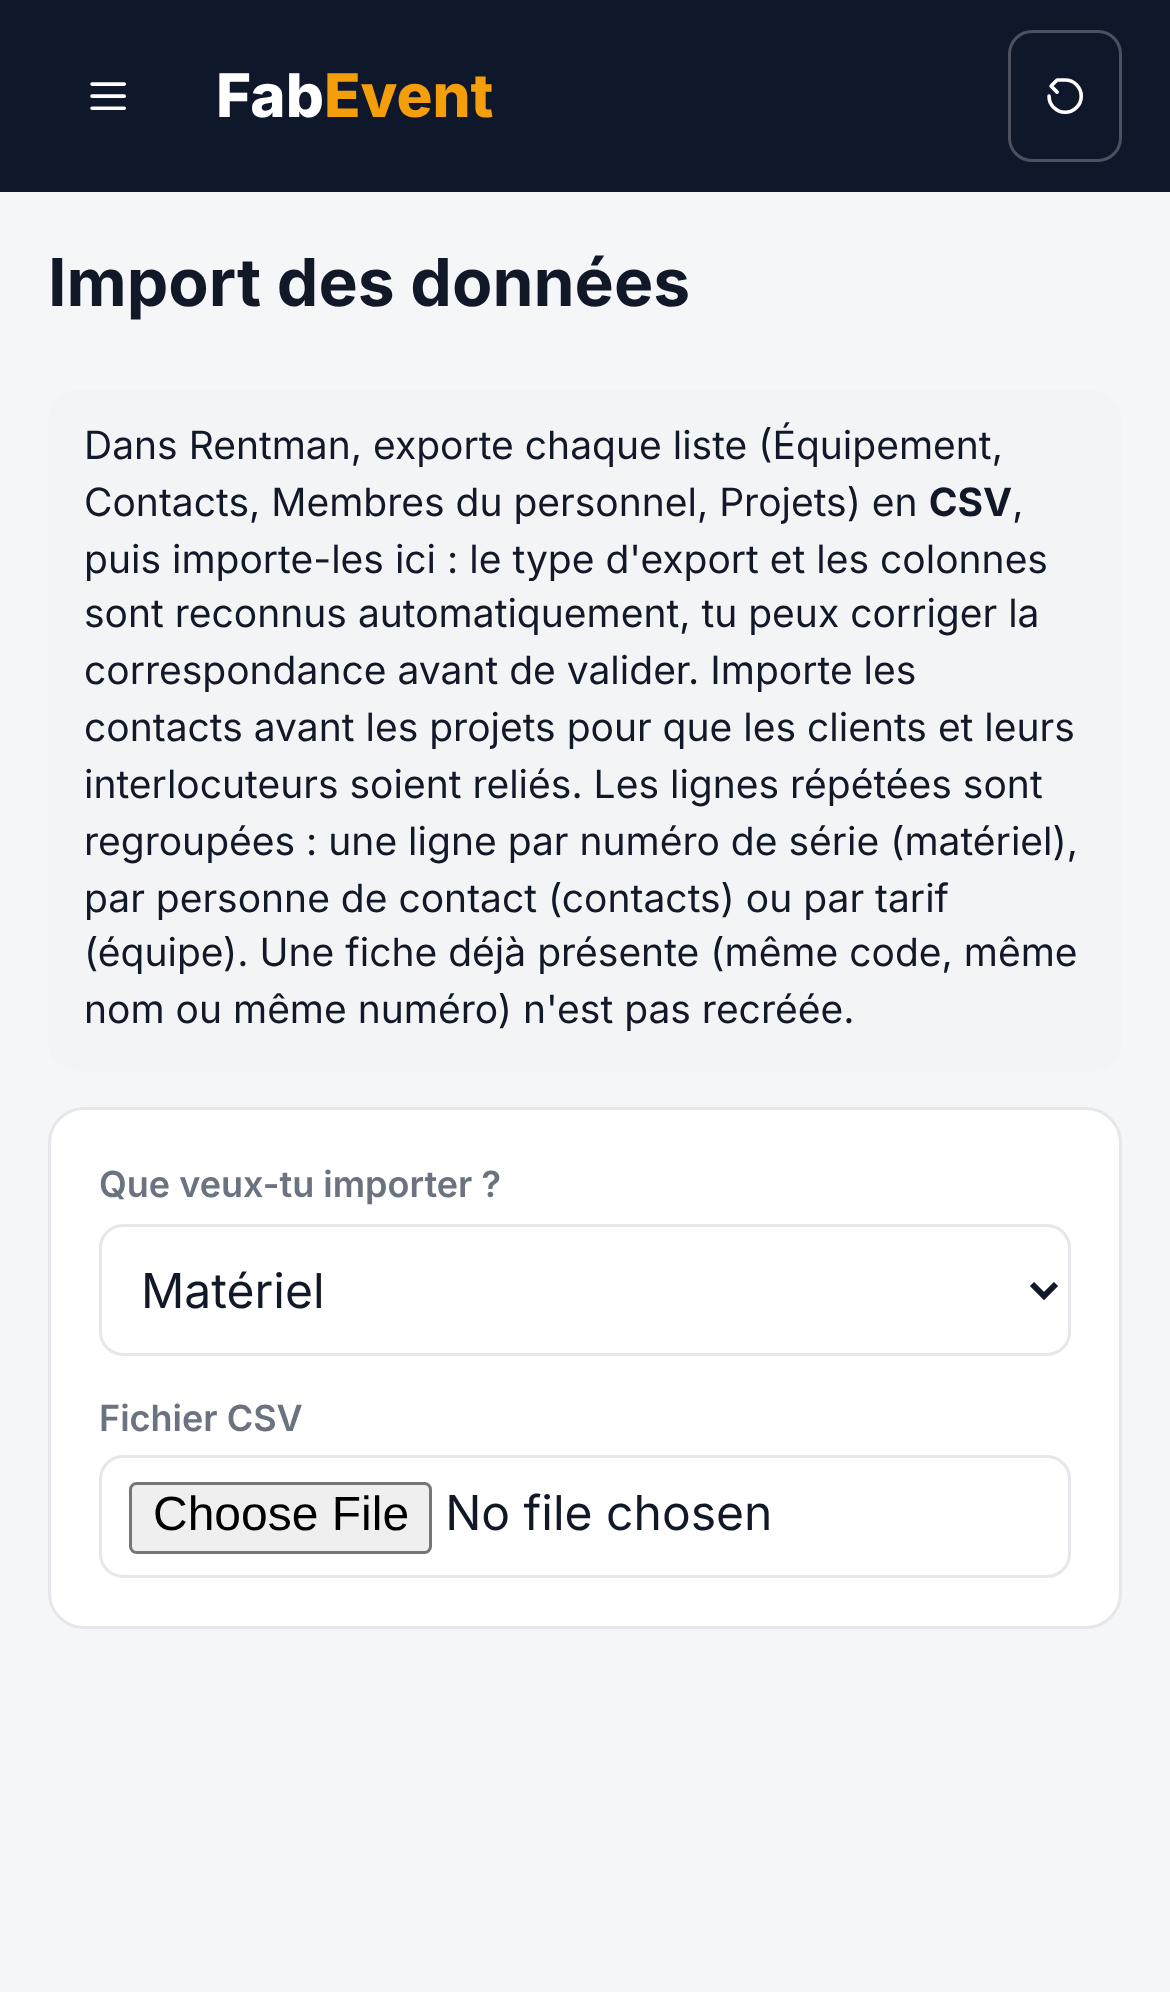 FabEvent
Import des données
Dans Rentman, exporte chaque liste (Équipement,
Contacts, Membres du personnel, Projets) en CSV,
puis importe-les ici : le type d'export et les colonnes
sont reconnus automatiquement, tu peux corriger la
correspondance avant de valider. Importe les
contacts avant les projets pour que les clients et leurs
interlocuteurs soient reliés. Les lignes répétées sont
regroupées : une ligne par numéro de série (matériel),
par personne de contact (contacts) ou par tarif
(équipe). Une fiche déjà présente (même code, même
nom ou même numéro) n'est pas recréée.
Que veux-tu importer ?
Matériel
Fichier CSV
Choose File No file chosen